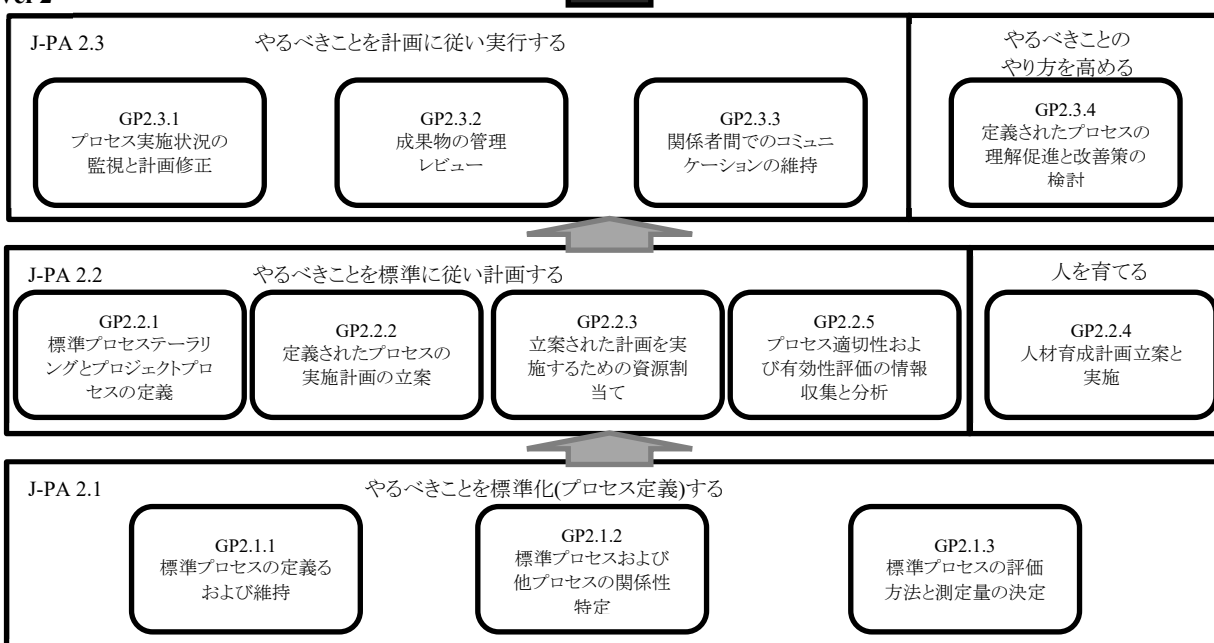 J-PA 2.3
やるべきことを計画に従い実行する
GP2.3.1
プロセス実施状況の
監視と計画修正
GP2.3.2
成果物の管理
レビュー
GP2.3.3
関係者間でのコミュニ
ケーションの維持
やるべきことの
やり方を高める
GP2.3.4
定義されたプロセスの
理解促進と改善策の
検討
J-PA 2.2
やるべきことを標準に従い計画する
GP2.2.1
標準プロセステーラリ
ングとプロジェクトプロ
セスの定義
GP2.2.2
定義されたプロセスの
実施計画の立案
GP2.2.3
立案された計画を実
施するための資源割
当て
GP2.2.5
プロセス適切性およ
び有効性評価の情報
収集と分析
人を育てる
GP2.2.4
人材育成計画立案と
実施
J-PA 2.1
やるべきことを標準化(プロセス定義)する
GP2.1.1
標準プロセスの定義る
および維持
GP2.1.2
標準プロセスおよび
他プロセスの関係性
特定
GP2.1.3
標準プロセスの評価
方法と測定量の決定